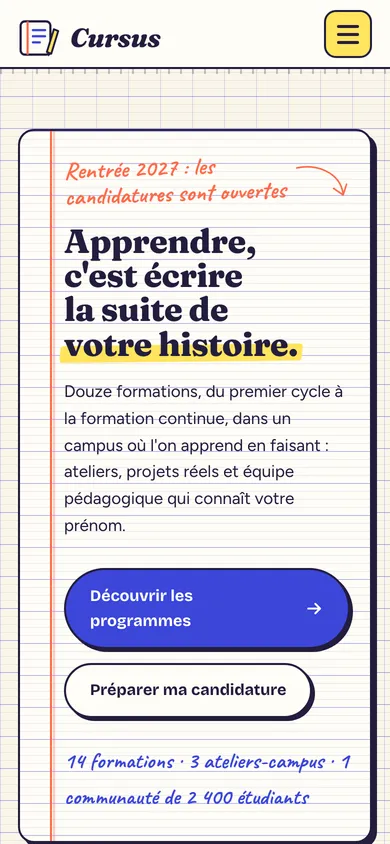 Cursus
Rentrée 2027 : les
candidatures sont ouvertes
Apprendre,
c'est écrire
la suite de
votre histoire.
Douze formations, du premier cycle à
la formation continue, dans un
campus où l'on apprend en faisant :
ateliers, projets réels et équipe
pédagogique qui connaît votre
prénom.
Découvrir les
programmes
Préparer ma candidature
14 formations · 3 ateliers-campus · 1
communauté de 2 400 étudiants